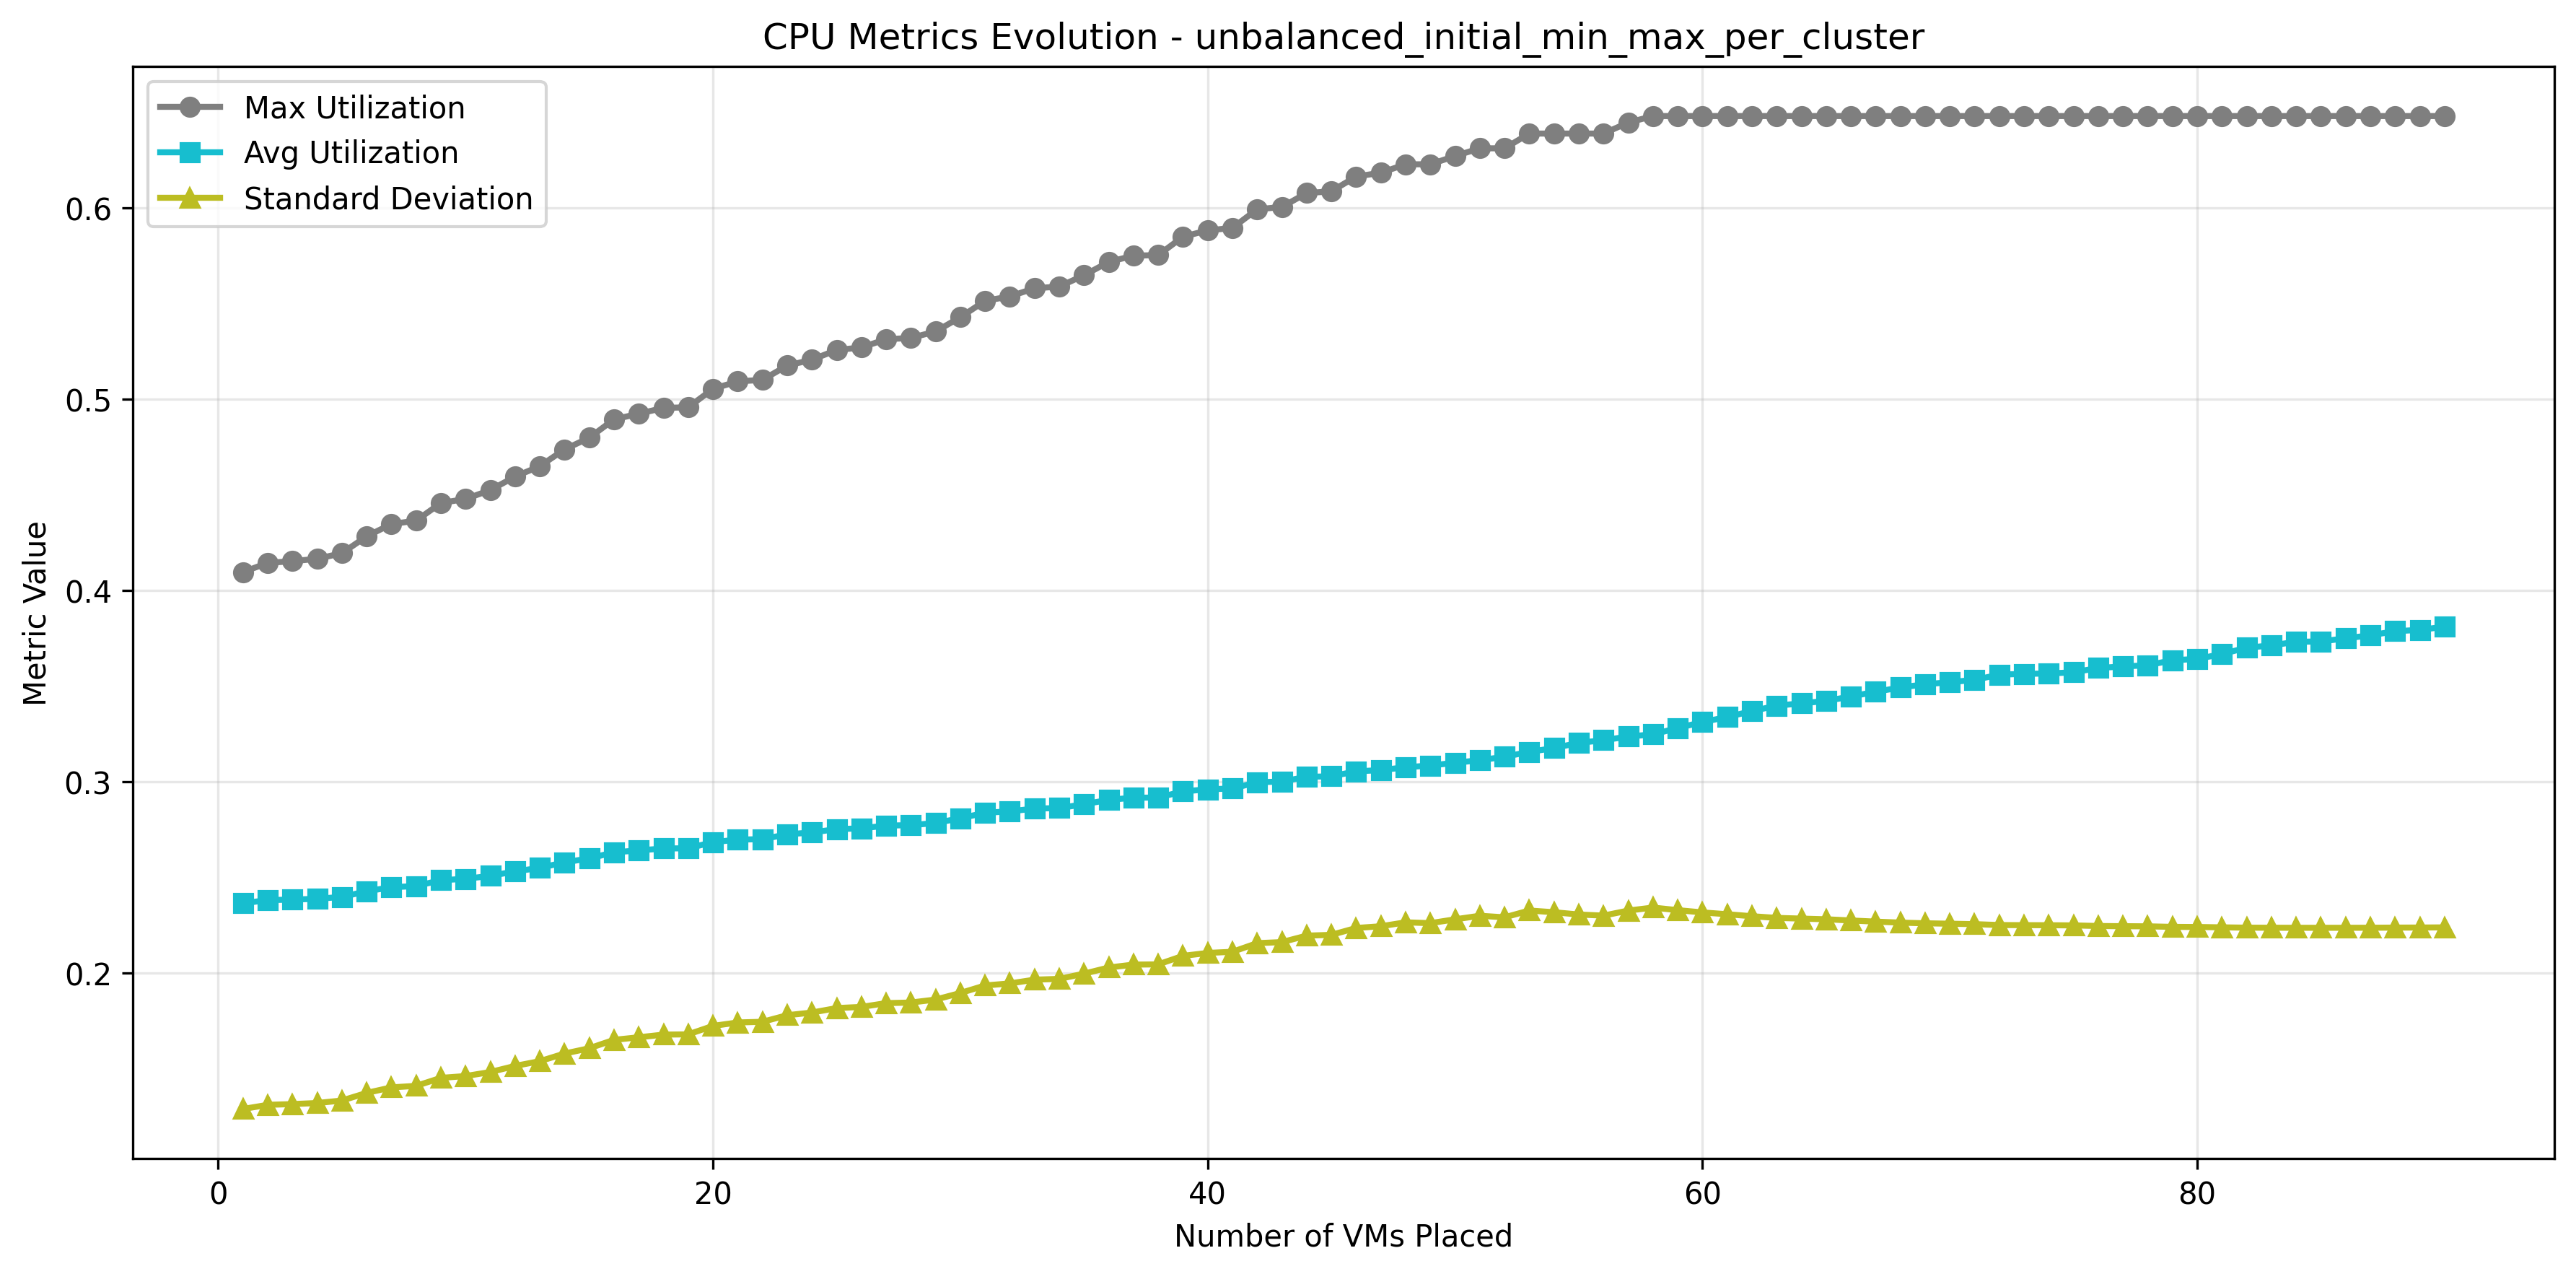 CPU Metrics Evolution - unbalanced_initial_min_max_per_cluster
Max Utilization
Avg Utilization
Standard Deviation
Metric Value
0.6
0.5
0.4
0.3
0.2
0 20 40 60 80
Number of VMs Placed